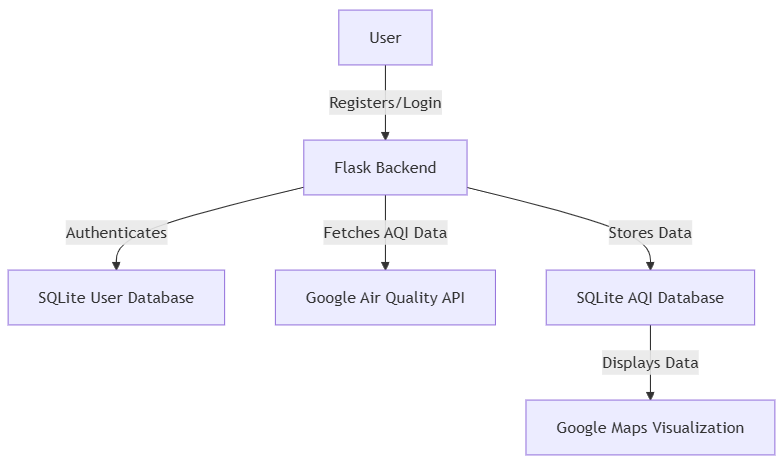 User
Registers/Login
Flask Backend
Authenticates
Fetches AQI Data
Stores Data
SQLite User Database
Google Air Quality API
SQLite AQI Database
Displays Data
Google Maps Visualization